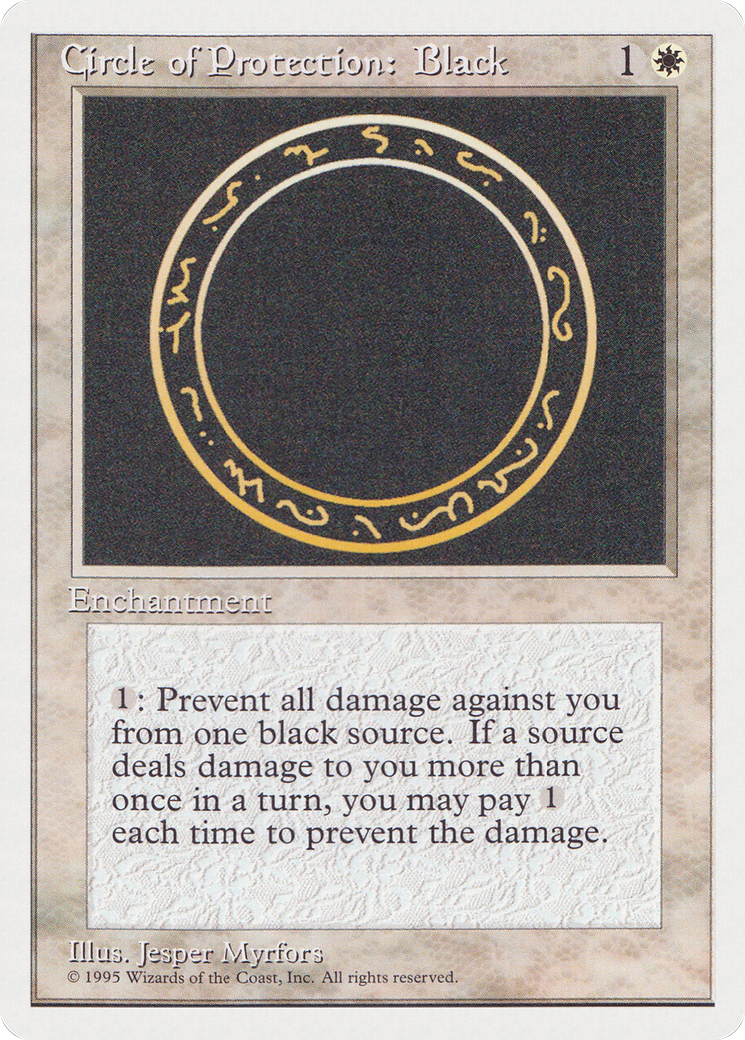 Circle of Protection: Black 1
Enchantment
1: Prevent all damage against you
from one black source. If a source
deals damage to you more than
once in a turn, you may pay 1
each time to prevent the damage.
Illus. Jesper Myrfors
© 1995 Wizards of the Coast, Inc. All rights reserved.